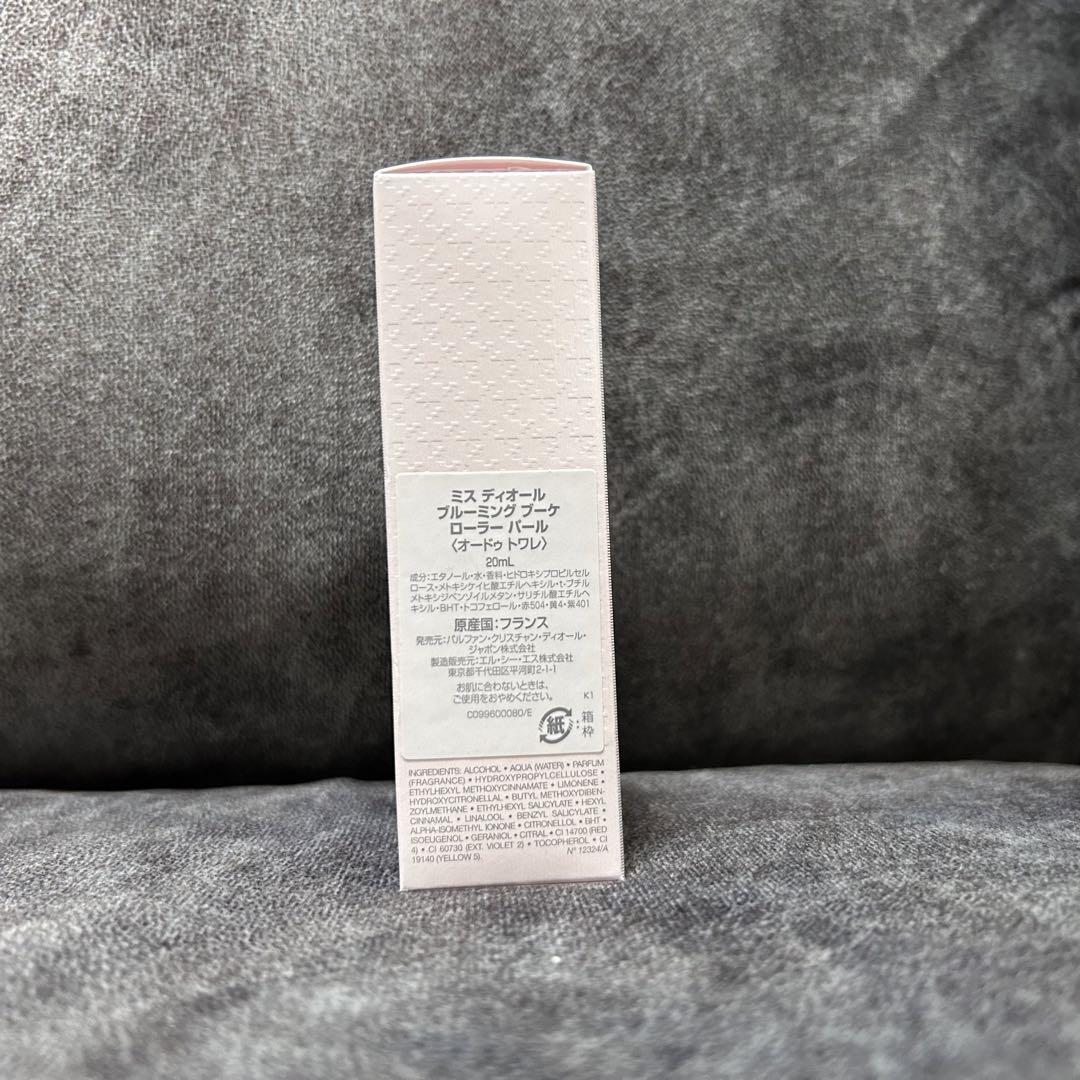 ミス ディオール
ブルーミング ブーケ
ローラー パール
〈オードゥ トワレ〉
20mL
成分：エタノール・水・香料・ヒドロキシプロピルセル
ロース・メトキシケイヒ酸エチルヘキシル・t-ブチル
メトキシジベンゾイルメタン・サリチル酸エチルヘ
キシル・BHT・トコフェロール・赤504・黄4・紫401
原産国：フランス
発売元：パルファン・クリスチャン・ディオール・
ジャポン株式会社
製造販売元：エル・シー・エス株式会社
東京都千代田区平河町2-1-1
お肌に合わないときは、
ご使用をおやめください。
K1
CD99600080/E
紙：箱
枠
INGREDIENTS: ALCOHOL • AQUA (WATER) • PARFUM
(FRAGRANCE) • HYDROXYPROPYLCELLULOSE •
ETHYLHEXYL METHOXYCINNAMATE • LIMONENE •
HYDROXYCITRONELLAL • BUTYL METHOXYDIBEN-
ZOYLMETHANE • ETHYLHEXYL SALICYLATE • HEXYL
CINNAMAL • LINALOOL • BENZYL SALICYLATE •
ALPHA-ISOMETHYL IONONE • CITRONELLOL • BHT •
ISOEUGENOL • GERANIOL • CITRAL • CI 14700 (RED
4) • CI 60730 (EXT. VIOLET 2) • TOCOPHEROL • CI
19140 (YELLOW 5). N° 12324/A